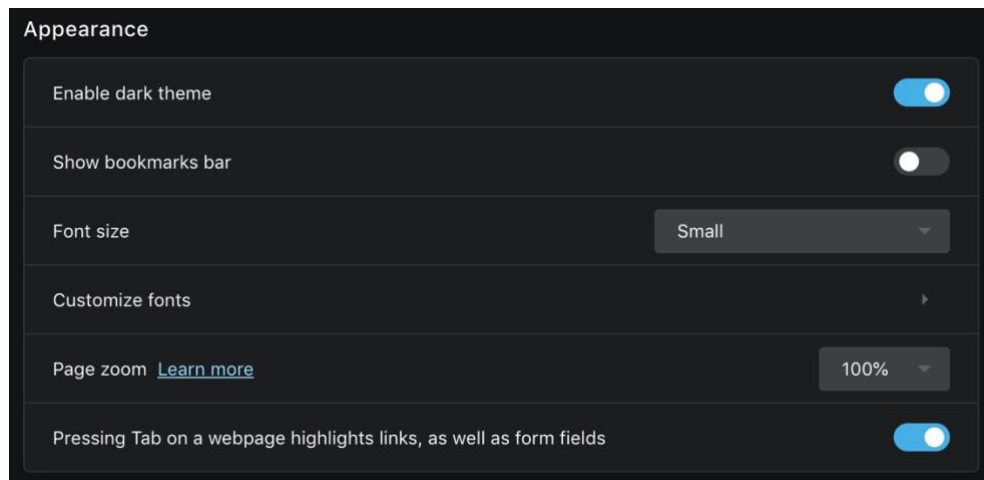 Appearance
Enable dark theme
Show bookmarks bar
Font size Small
Customize fonts
Page zoom Learn more 100%
Pressing Tab on a webpage highlights links, as well as form fields